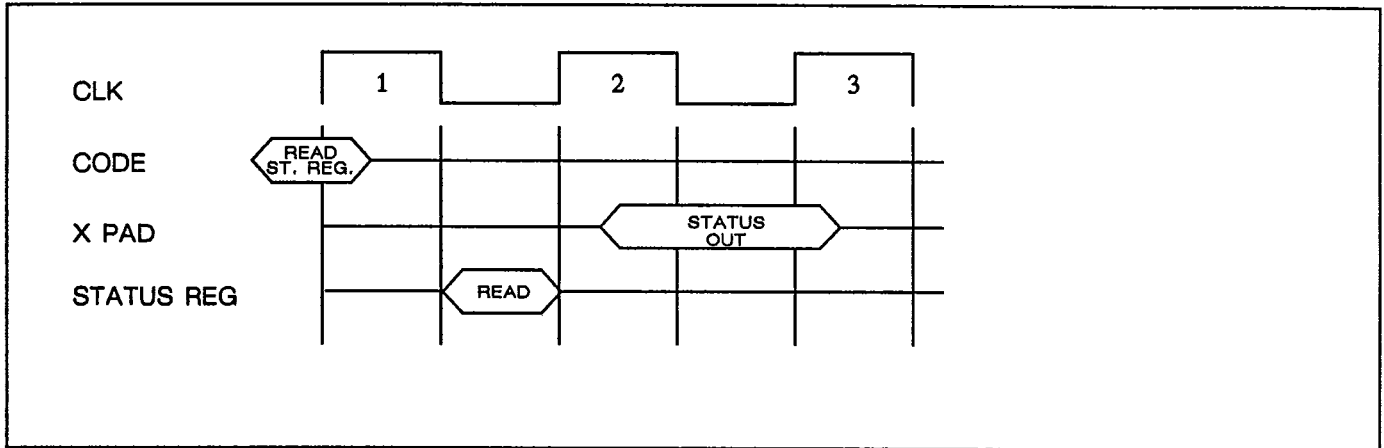 CLK
1
2
3
CODE
READ
ST. REG.
X PAD
STATUS
OUT
STATUS REG
READ